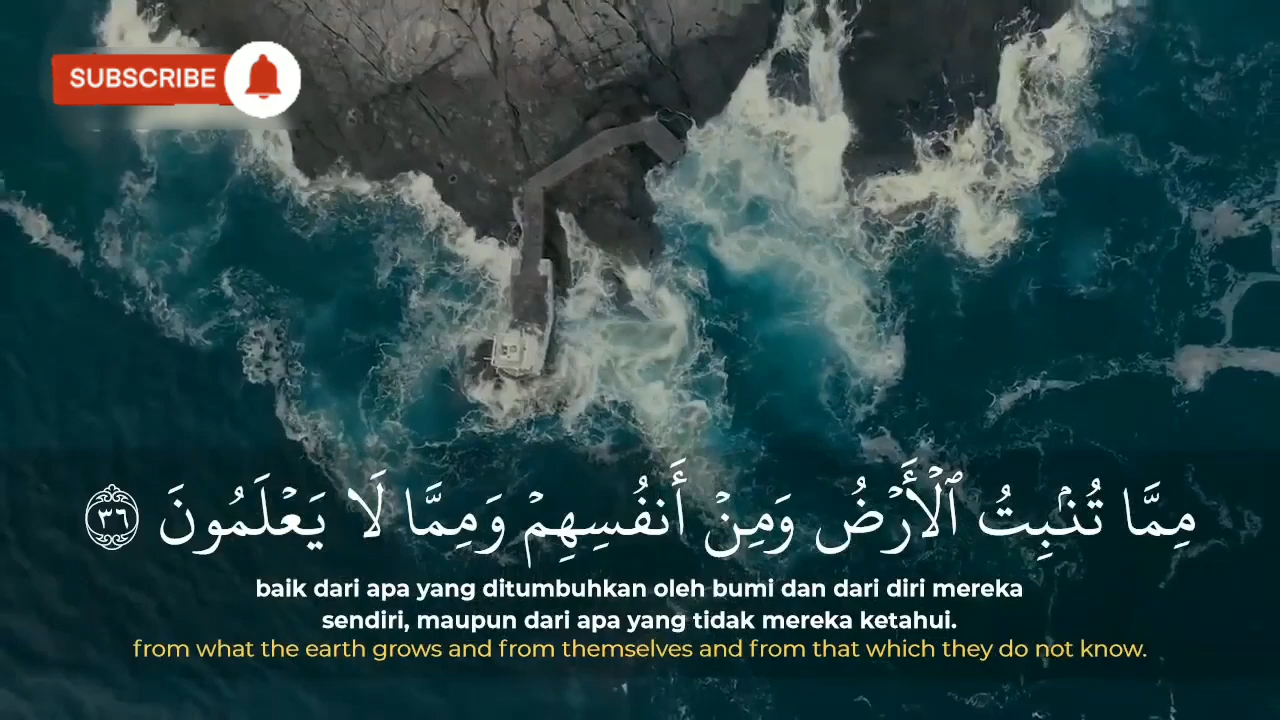 SUBSCRIBE
مِمَّا تُنۢبِتُ ٱلْأَرْضُ وَمِنْ أَنفُسِهِمْ وَمِمَّا لَا يَعْلَمُونَ ٣٦
baik dari apa yang ditumbuhkan oleh bumi dan dari diri mereka
sendiri, maupun dari apa yang tidak mereka ketahui.
from what the earth grows and from themselves and from that which they do not know.